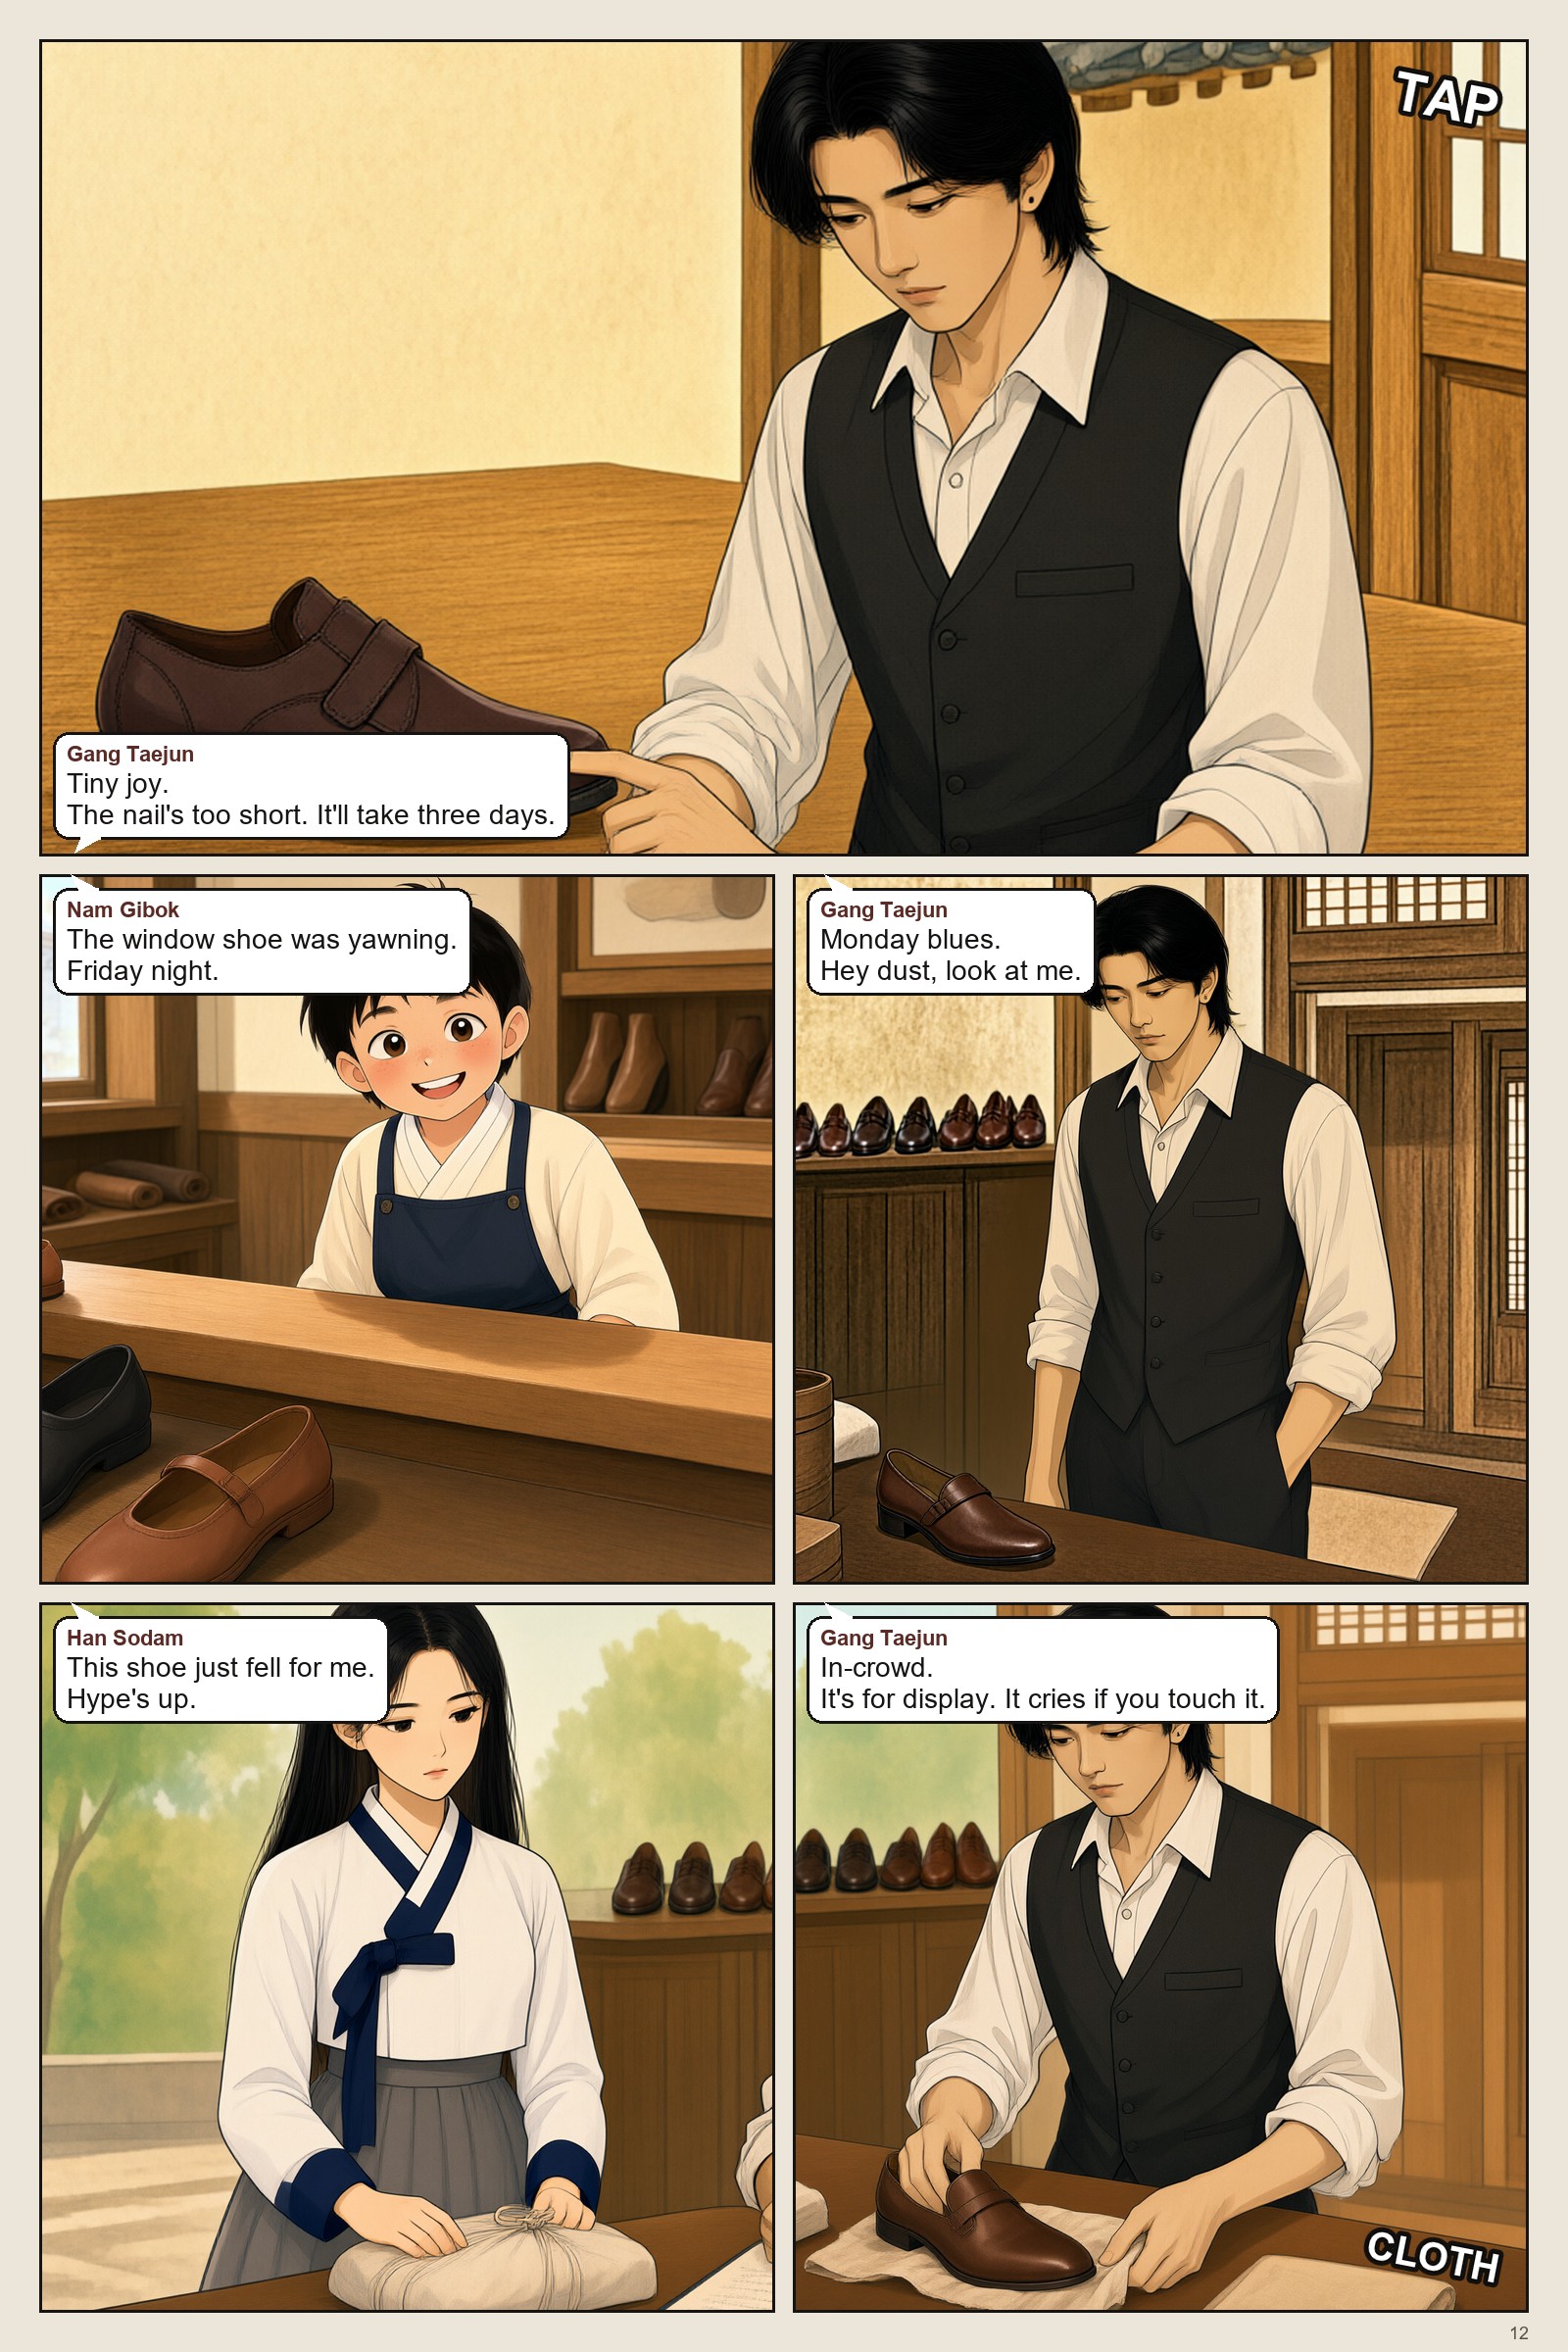 TAP
Gang Taejun
Tiny joy.
The nail's too short. It'll take three days.
Nam Gibok
The window shoe was yawning.
Friday night.
Gang Taejun
Monday blues.
Hey dust, look at me.
Han Sodam
This shoe just fell for me.
Hype's up.
Gang Taejun
In-crowd.
It's for display. It cries if you touch it.
CLOTH
12